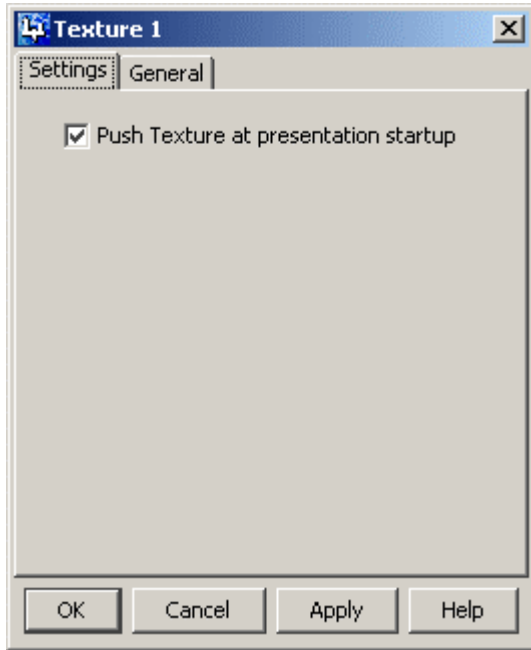 Texture 1
Settings General
Push Texture at presentation startup
OK Cancel Apply Help